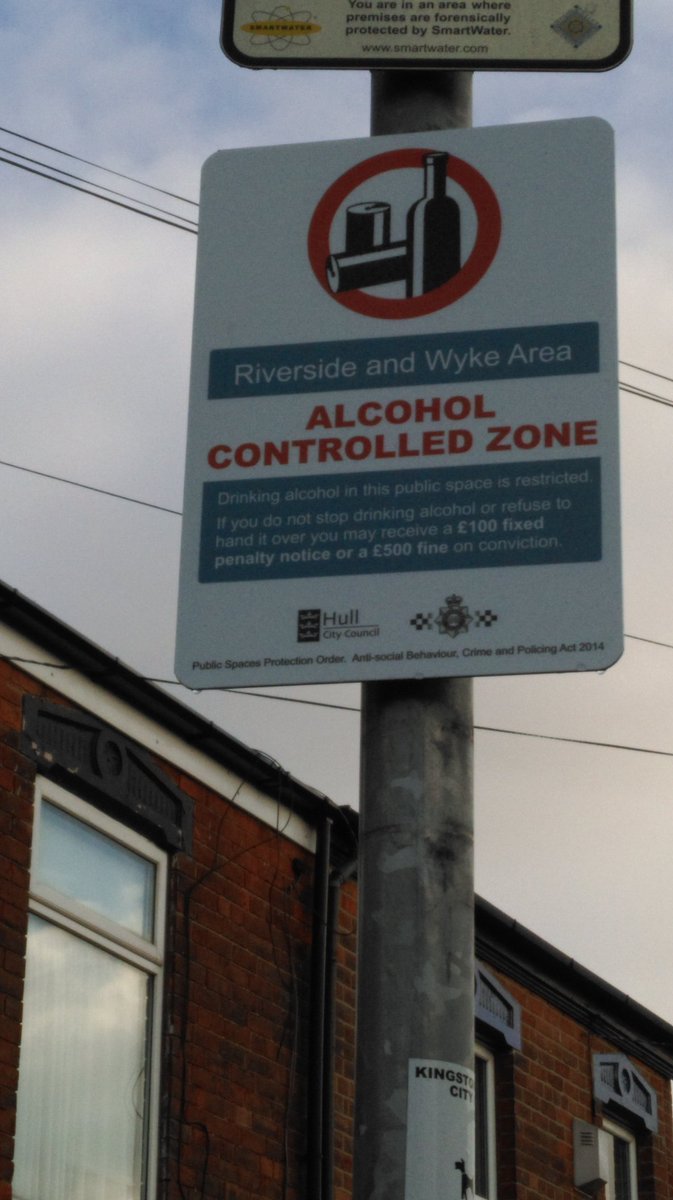 You are in an area where
premises are forensically
protected by SmartWater.
SMARTWATER
www.smartwater.com
Riverside and Wyke Area
ALCOHOL
CONTROLLED ZONE
Drinking alcohol in this public space is restricted.
If you do not stop drinking alcohol or refuse to
hand it over you may receive a £100 fixed
penalty notice or a £500 fine on conviction.
Hull
City Council
Public Spaces Protection Order. Anti-social Behaviour, Crime and Policing Act 2014
KINGSTO
CITY